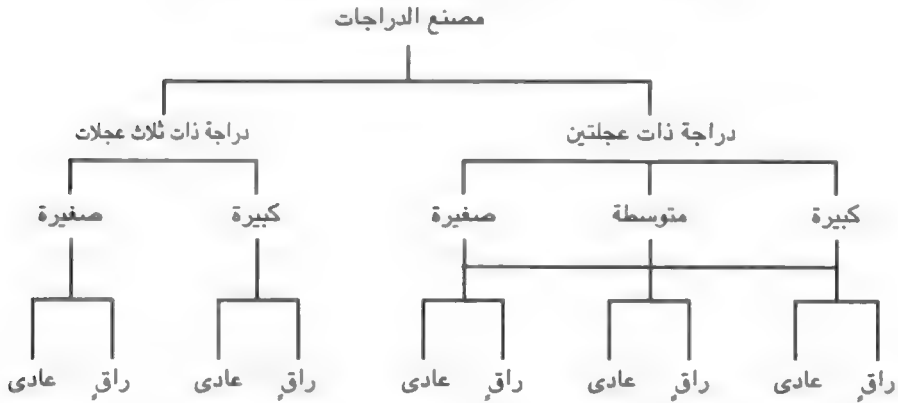 مصنع الدراجات
دراجة ذات عجلتين دراجة ذات ثلاث عجلات
كبيرة متوسطة صغيرة كبيرة صغيرة
راقٍ عادى راقٍ عادى راقٍ عادى راقٍ عادى راقٍ عادى